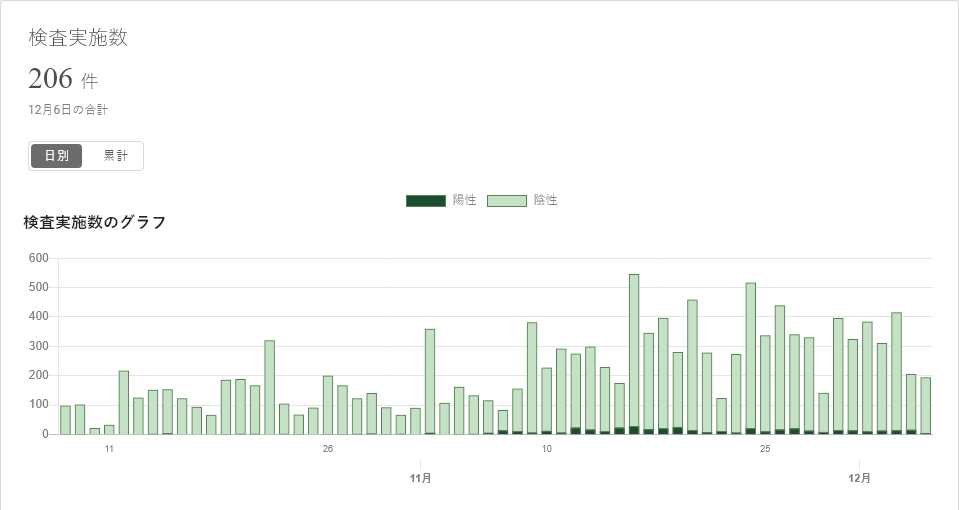 検査実施数
206 件
12月6日の合計
日別 累計
陽性 陰性
検査実施数のグラフ
600
500
400
300
200
100
0
11 26 10 25
11月 12月